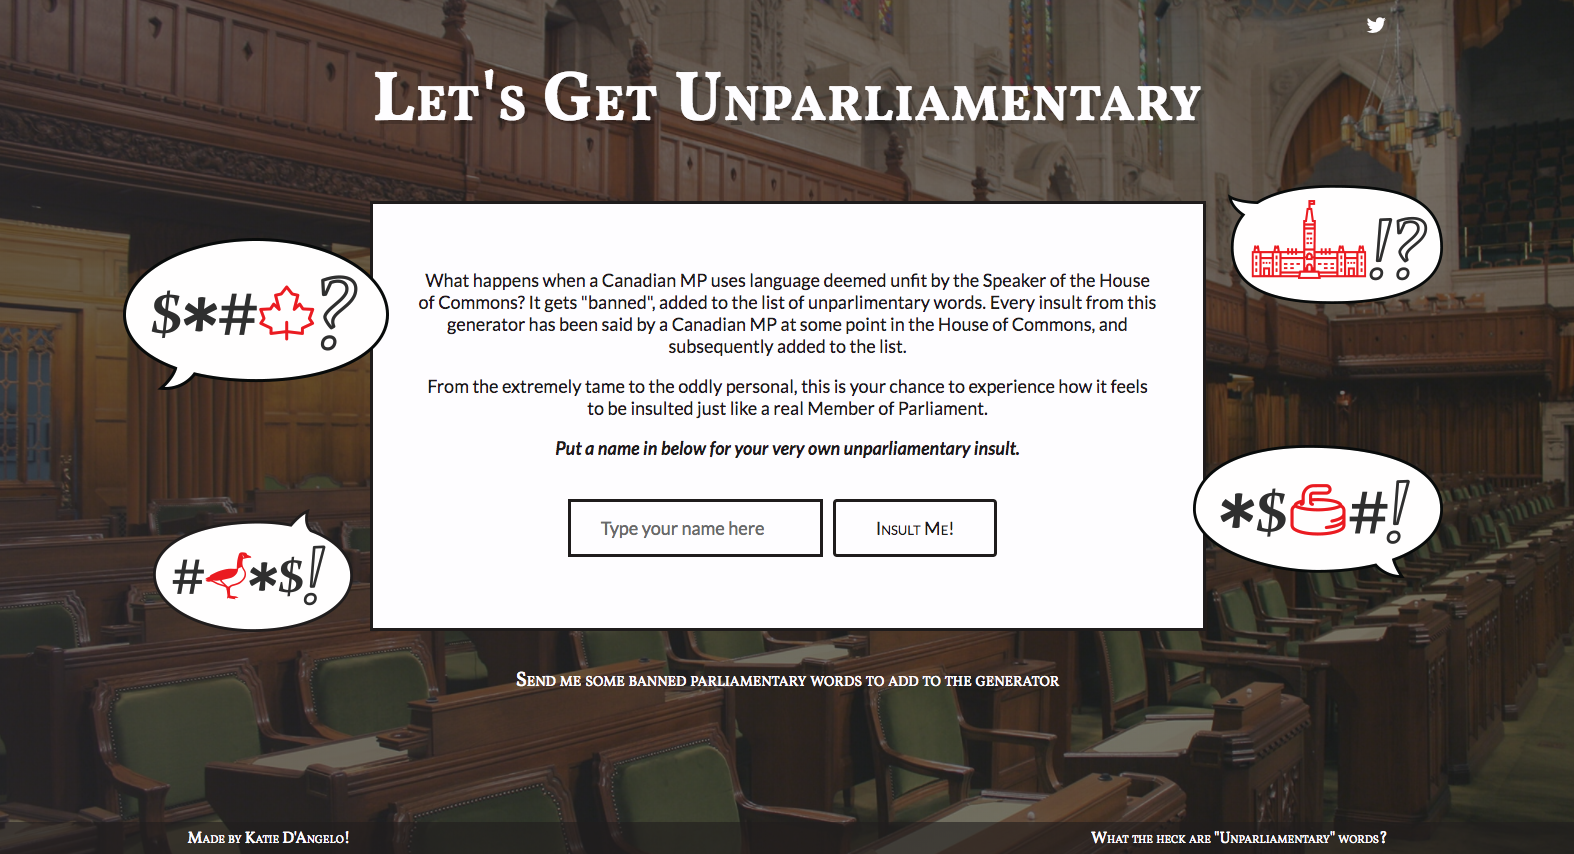 Let's Get Unparliamentary
$*#?
!?
What happens when a Canadian MP uses language deemed unfit by the Speaker of the House
of Commons? It gets "banned", added to the list of unparlimentary words. Every insult from this
generator has been said by a Canadian MP at some point in the House of Commons, and
subsequently added to the list.
From the extremely tame to the oddly personal, this is your chance to experience how it feels
to be insulted just like a real Member of Parliament.
Put a name in below for your very own unparliamentary insult.
Type your name here
Insult Me!
*$#!
#*$!
Send me some banned parliamentary words to add to the generator
Made by Katie D'Angelo!
What the heck are "Unparliamentary" words?